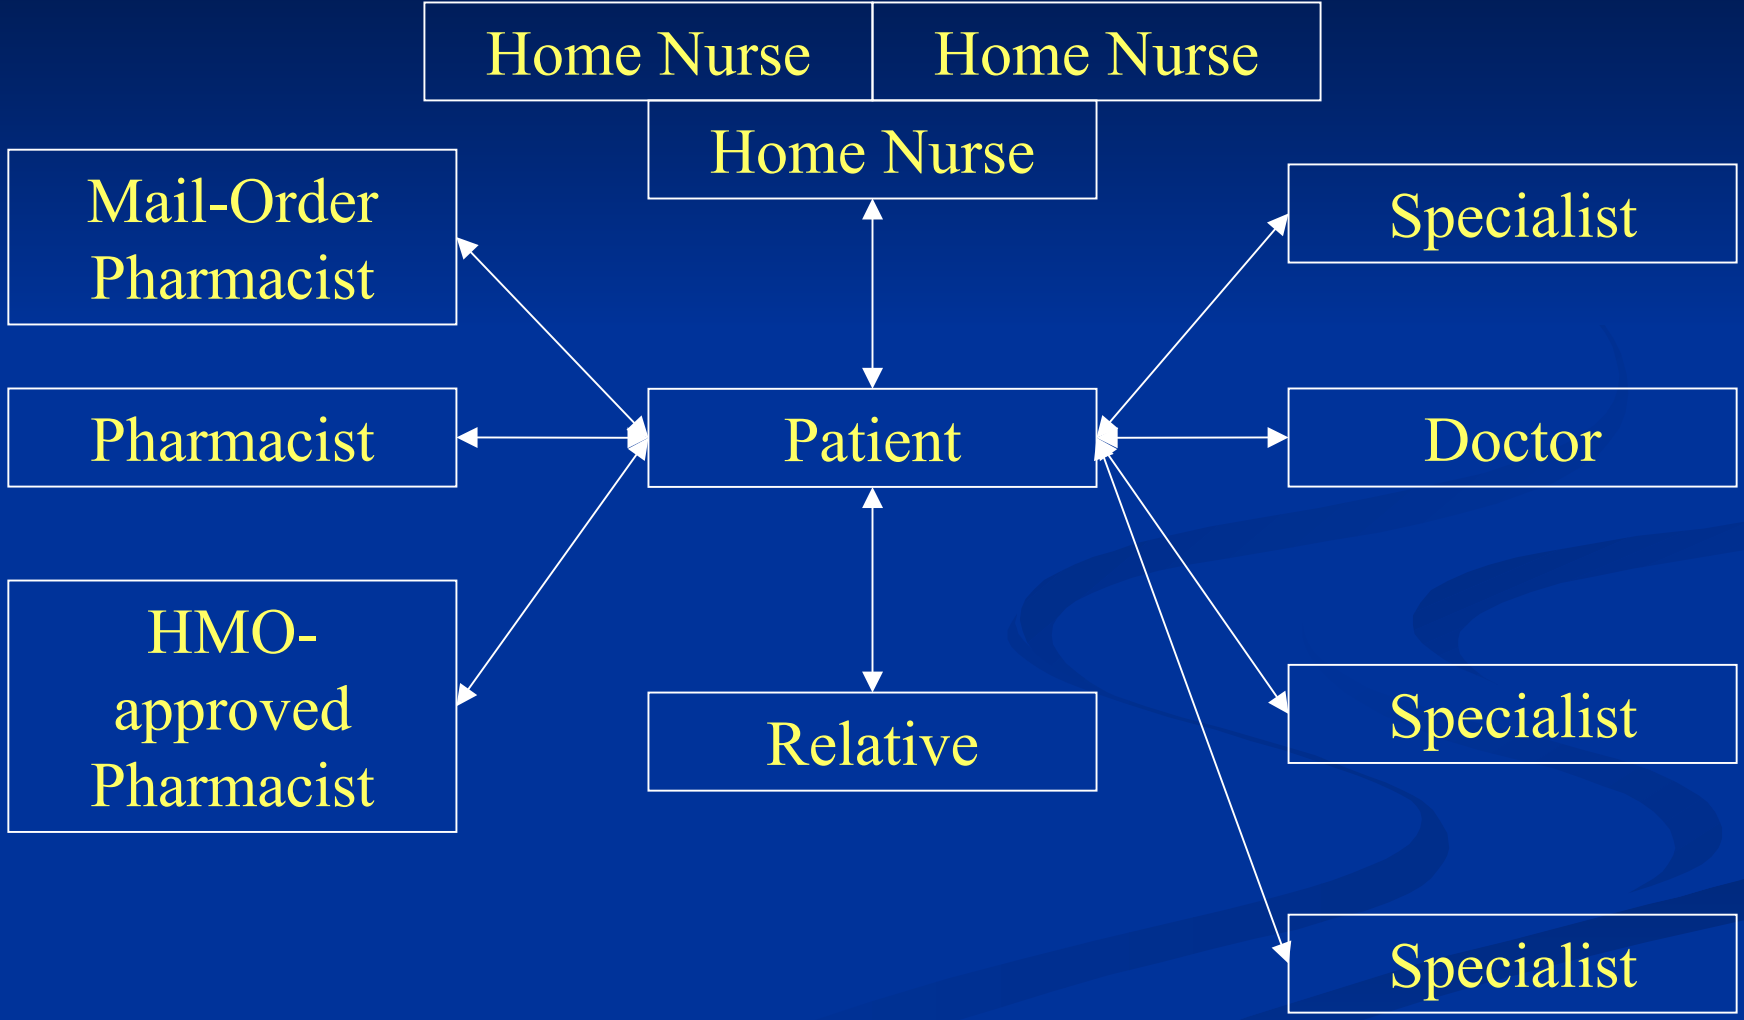 Home Nurse
Home Nurse
Home Nurse
Mail-Order
Pharmacist
Specialist
Pharmacist
Patient
Doctor
HMO-
approved
Pharmacist
Relative
Specialist
Specialist